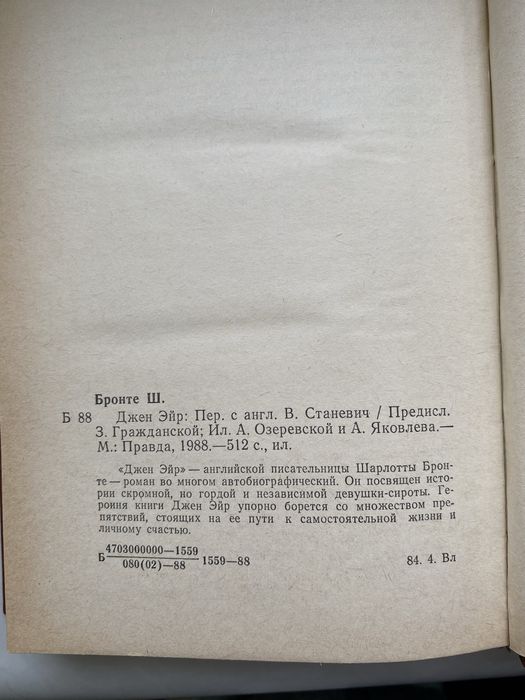 Бронте Ш.
Б 88 Джен Эйр: Пер. с англ. В. Станевич / Предисл.
З. Гражданской; Ил. А. Озеревской и А. Яковлева.—
М.: Правда, 1988.—512 с., ил.
«Джен Эйр» — английской писательницы Шарлотты Брон-
те — роман во многом автобиографический. Он посвящен исто-
рии скромной, но гордой и независимой девушки-сироты. Ге-
роиня книги Джен Эйр упорно борется со множеством пре-
пятствий, стоящих на ее пути к самостоятельной жизни и
личному счастью.
4703000000—1559
Б 1559—88 84. 4. Вл
080(02)—88